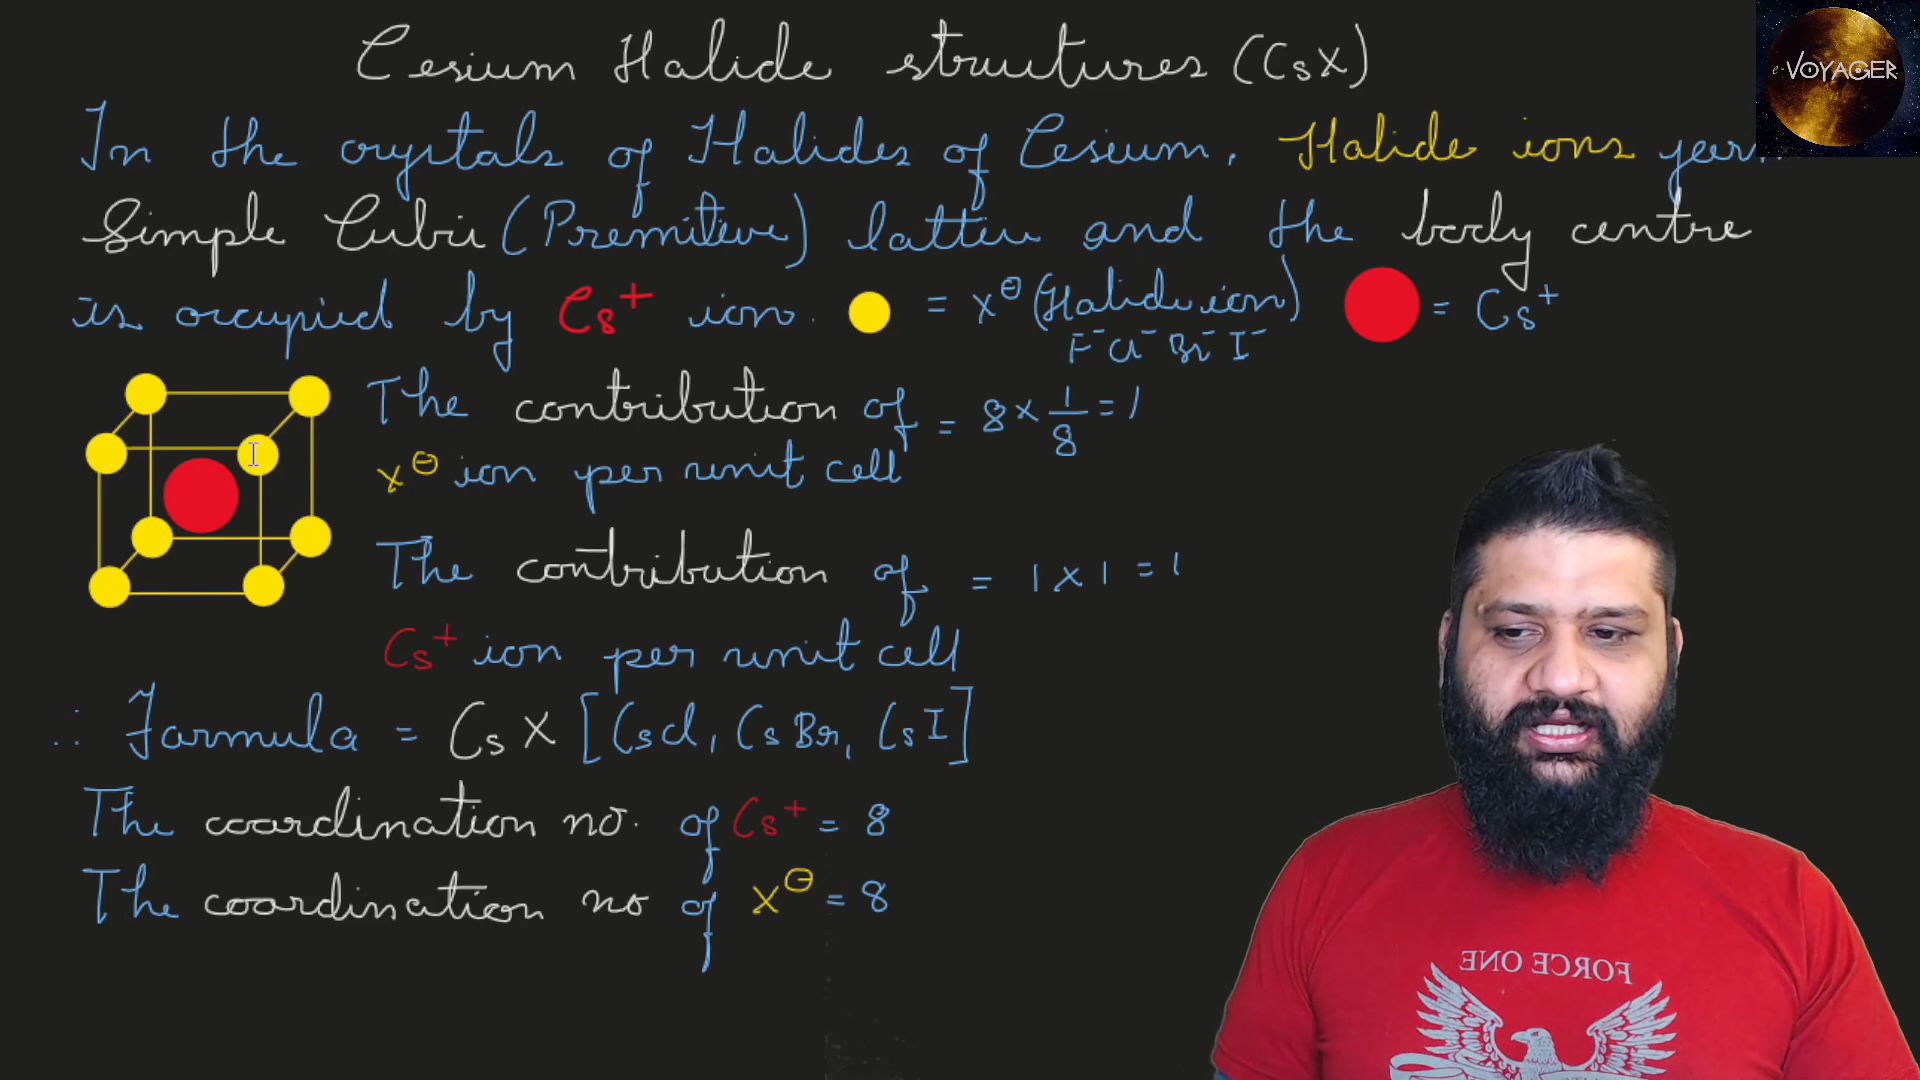 Cesium Halide structures (CsX)
e-VOYAGER
In the crystals of Halides of Cesium, Halide ions form
Simple Cubic (Premitive) lattice and the body centre
is occupied by Cs⁺ ion. = X⊖ (Halide ion) = Cs⁺
F⁻ Cl⁻ Br⁻ I⁻
The contribution of = 8 × 1/8 = 1
X⊖ ion per unit cell
The contribution of = 1 × 1 = 1
Cs⁺ ion per unit cell
∴ Formula = CsX [CsCl, CsBr, CsI]
The coordination no. of Cs⁺ = 8
The coordination no of X⊖ = 8
FORCE ONE